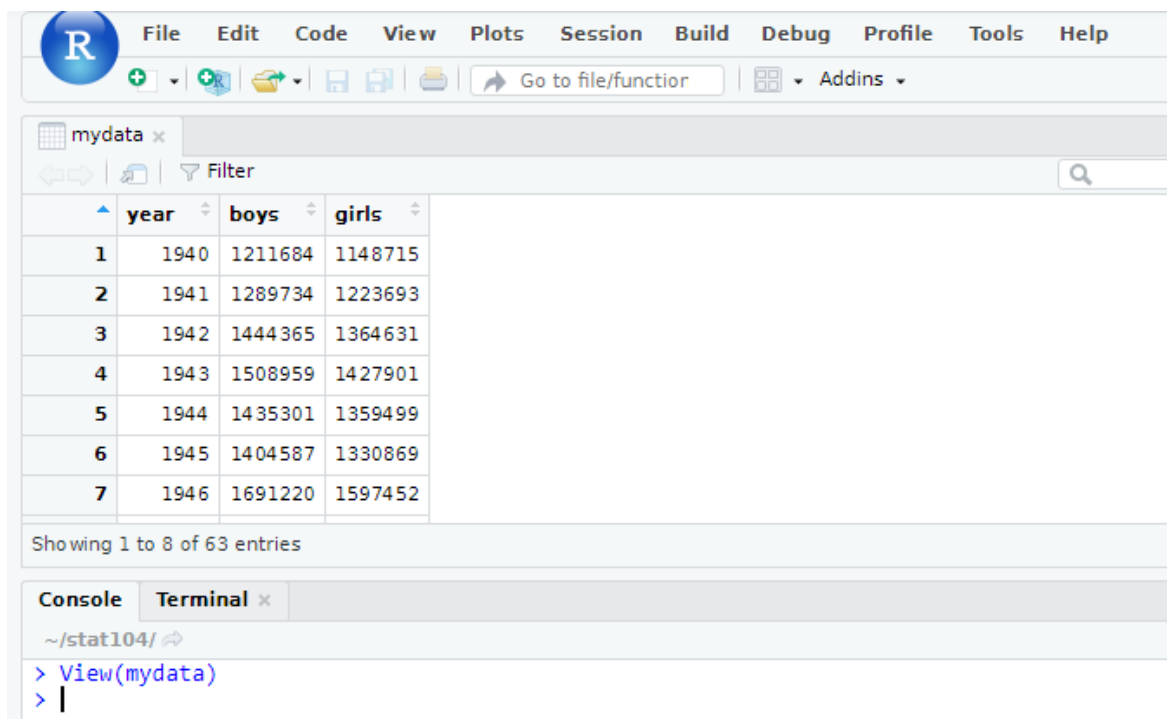 R File Edit Code View Plots Session Build Debug Profile Tools Help
R Go to file/function Addins
mydata
Filter
year boys girls
1 1940 1211684 1148715
2 1941 1289734 1223693
3 1942 1444365 1364631
4 1943 1508959 1427901
5 1944 1435301 1359499
6 1945 1404587 1330869
7 1946 1691220 1597452
Showing 1 to 8 of 63 entries
Console Terminal
~/stat104/
> View(mydata)
>